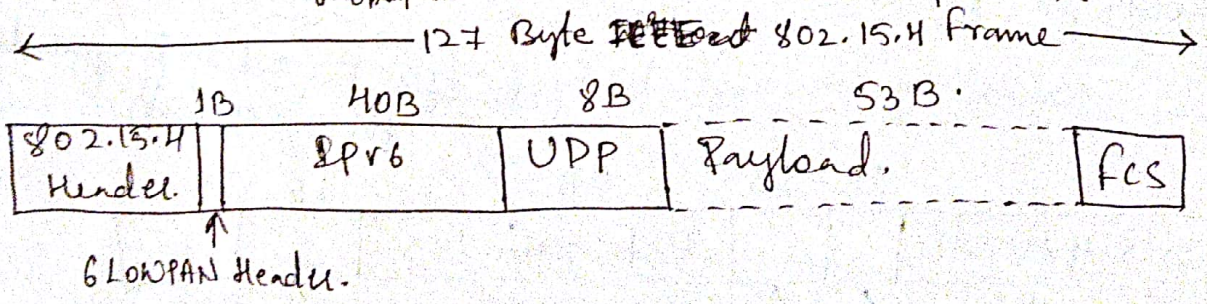 127 Byte 802.15.4 Frame
1B 40B 8B 53B.
802.15.4 IPv6 UDP Payload. FCS
Header.
6LOWPAN Header.